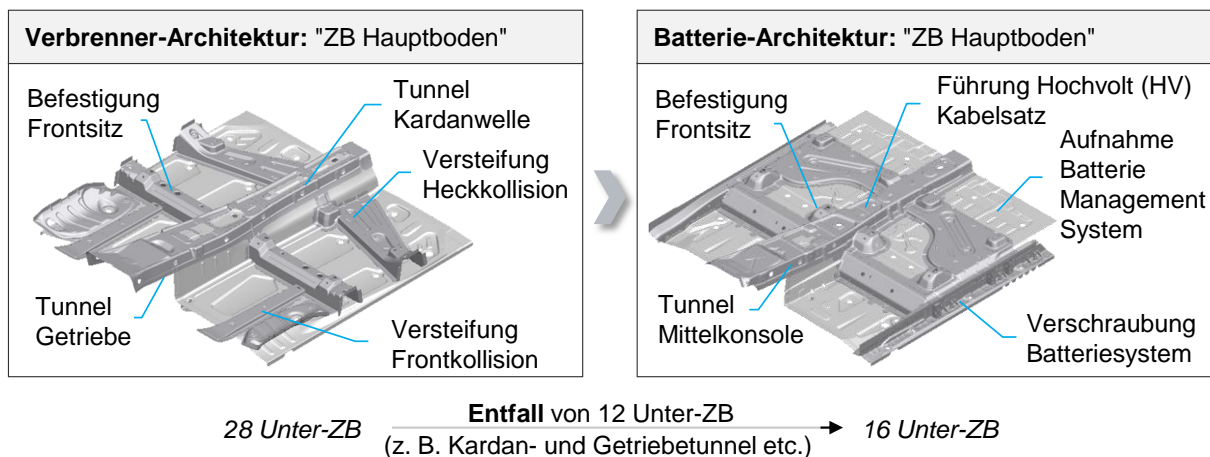 Verbrenner-Architektur: "ZB Hauptboden"
Befestigung
Frontsitz
Tunnel
Kardanwelle
Versteifung
Heckkollision
Tunnel
Getriebe
Versteifung
Frontkollision
Batterie-Architektur: "ZB Hauptboden"
Befestigung
Frontsitz
Führung Hochvolt (HV)
Kabelsatz
Aufnahme
Batterie
Management
System
Tunnel
Mittelkonsole
Verschraubung
Batteriesystem
28 Unter-ZB
Entfall von 12 Unter-ZB
(z. B. Kardan- und Getriebetunnel etc.)
16 Unter-ZB